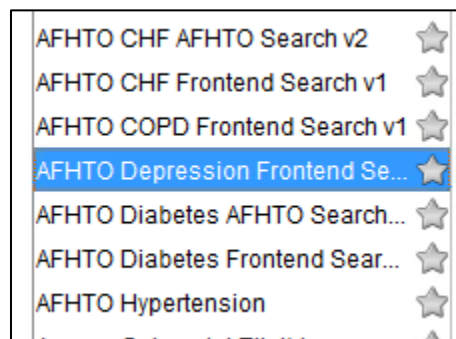 AFHTO CHF AFHTO Search v2
AFHTO CHF Frontend Search v1
AFHTO COPD Frontend Search v1
AFHTO Depression Frontend Se...
AFHTO Diabetes AFHTO Search...
AFHTO Diabetes Frontend Sear...
AFHTO Hypertension